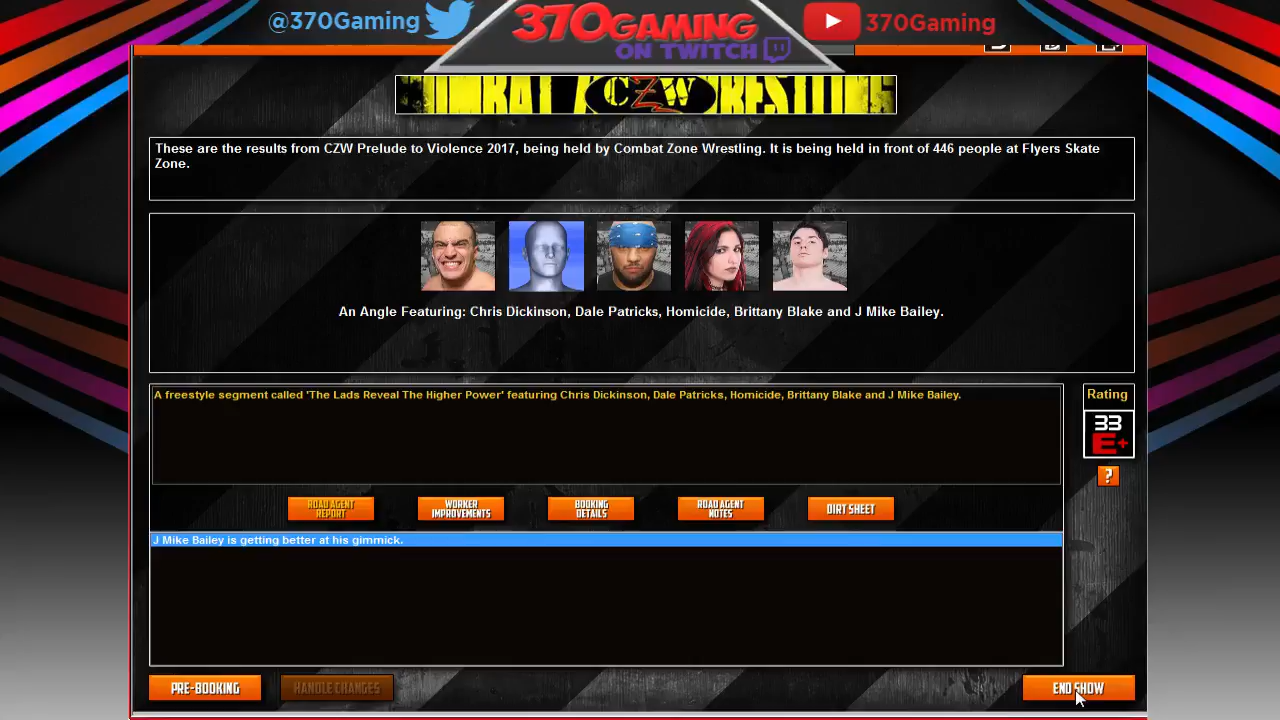 @370Gaming
370GAMING
ON TWITCH
370Gaming
COMBAT CZW WRESTLING
These are the results from CZW Prelude to Violence 2017, being held by Combat Zone Wrestling. It is being held in front of 446 people at Flyers Skate
Zone.
An Angle Featuring: Chris Dickinson, Dale Patricks, Homicide, Brittany Blake and J Mike Bailey.
A freestyle segment called 'The Lads Reveal The Higher Power' featuring Chris Dickinson, Dale Patricks, Homicide, Brittany Blake and J Mike Bailey.
Rating
33
E+
?
ROAD AGENT
REPORT
WORKER
IMPROVEMENTS
BOOKING
DETAILS
ROAD AGENT
NOTES
DIRT SHEET
J Mike Bailey is getting better at his gimmick.
PRE-BOOKING
HANDLE CHANGES
END SHOW